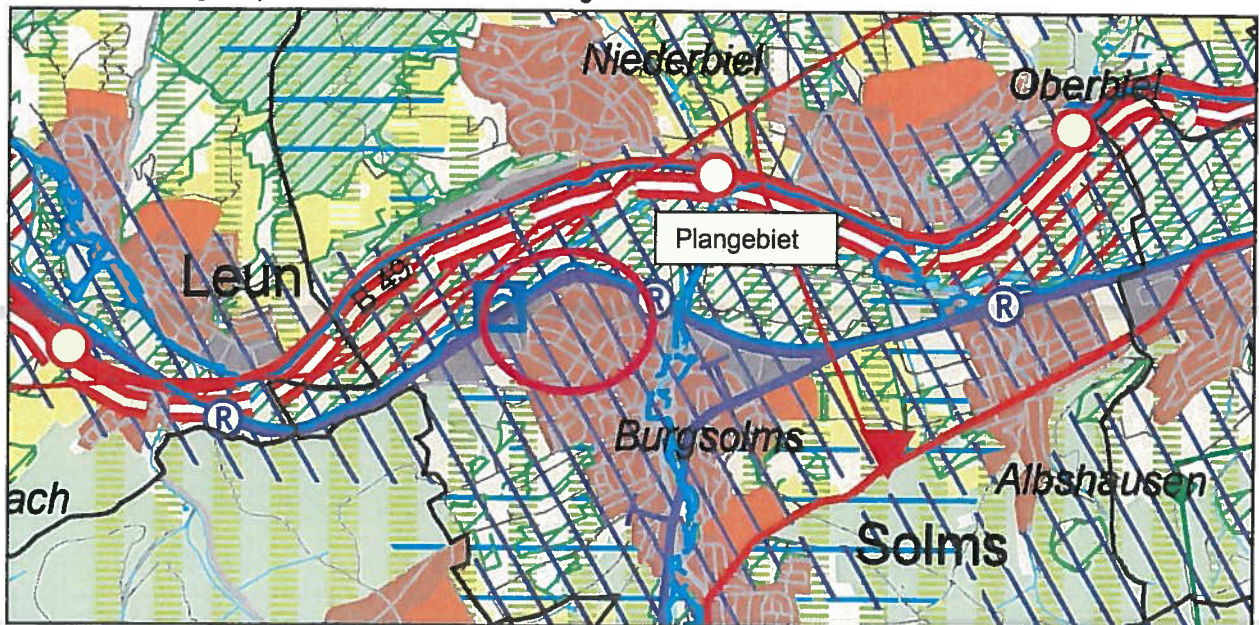 Niederbiel
Oberbiel
Plangebiet
Leun
B 49
R
R
R
Burgsolms
Albshausen
ach
Solms